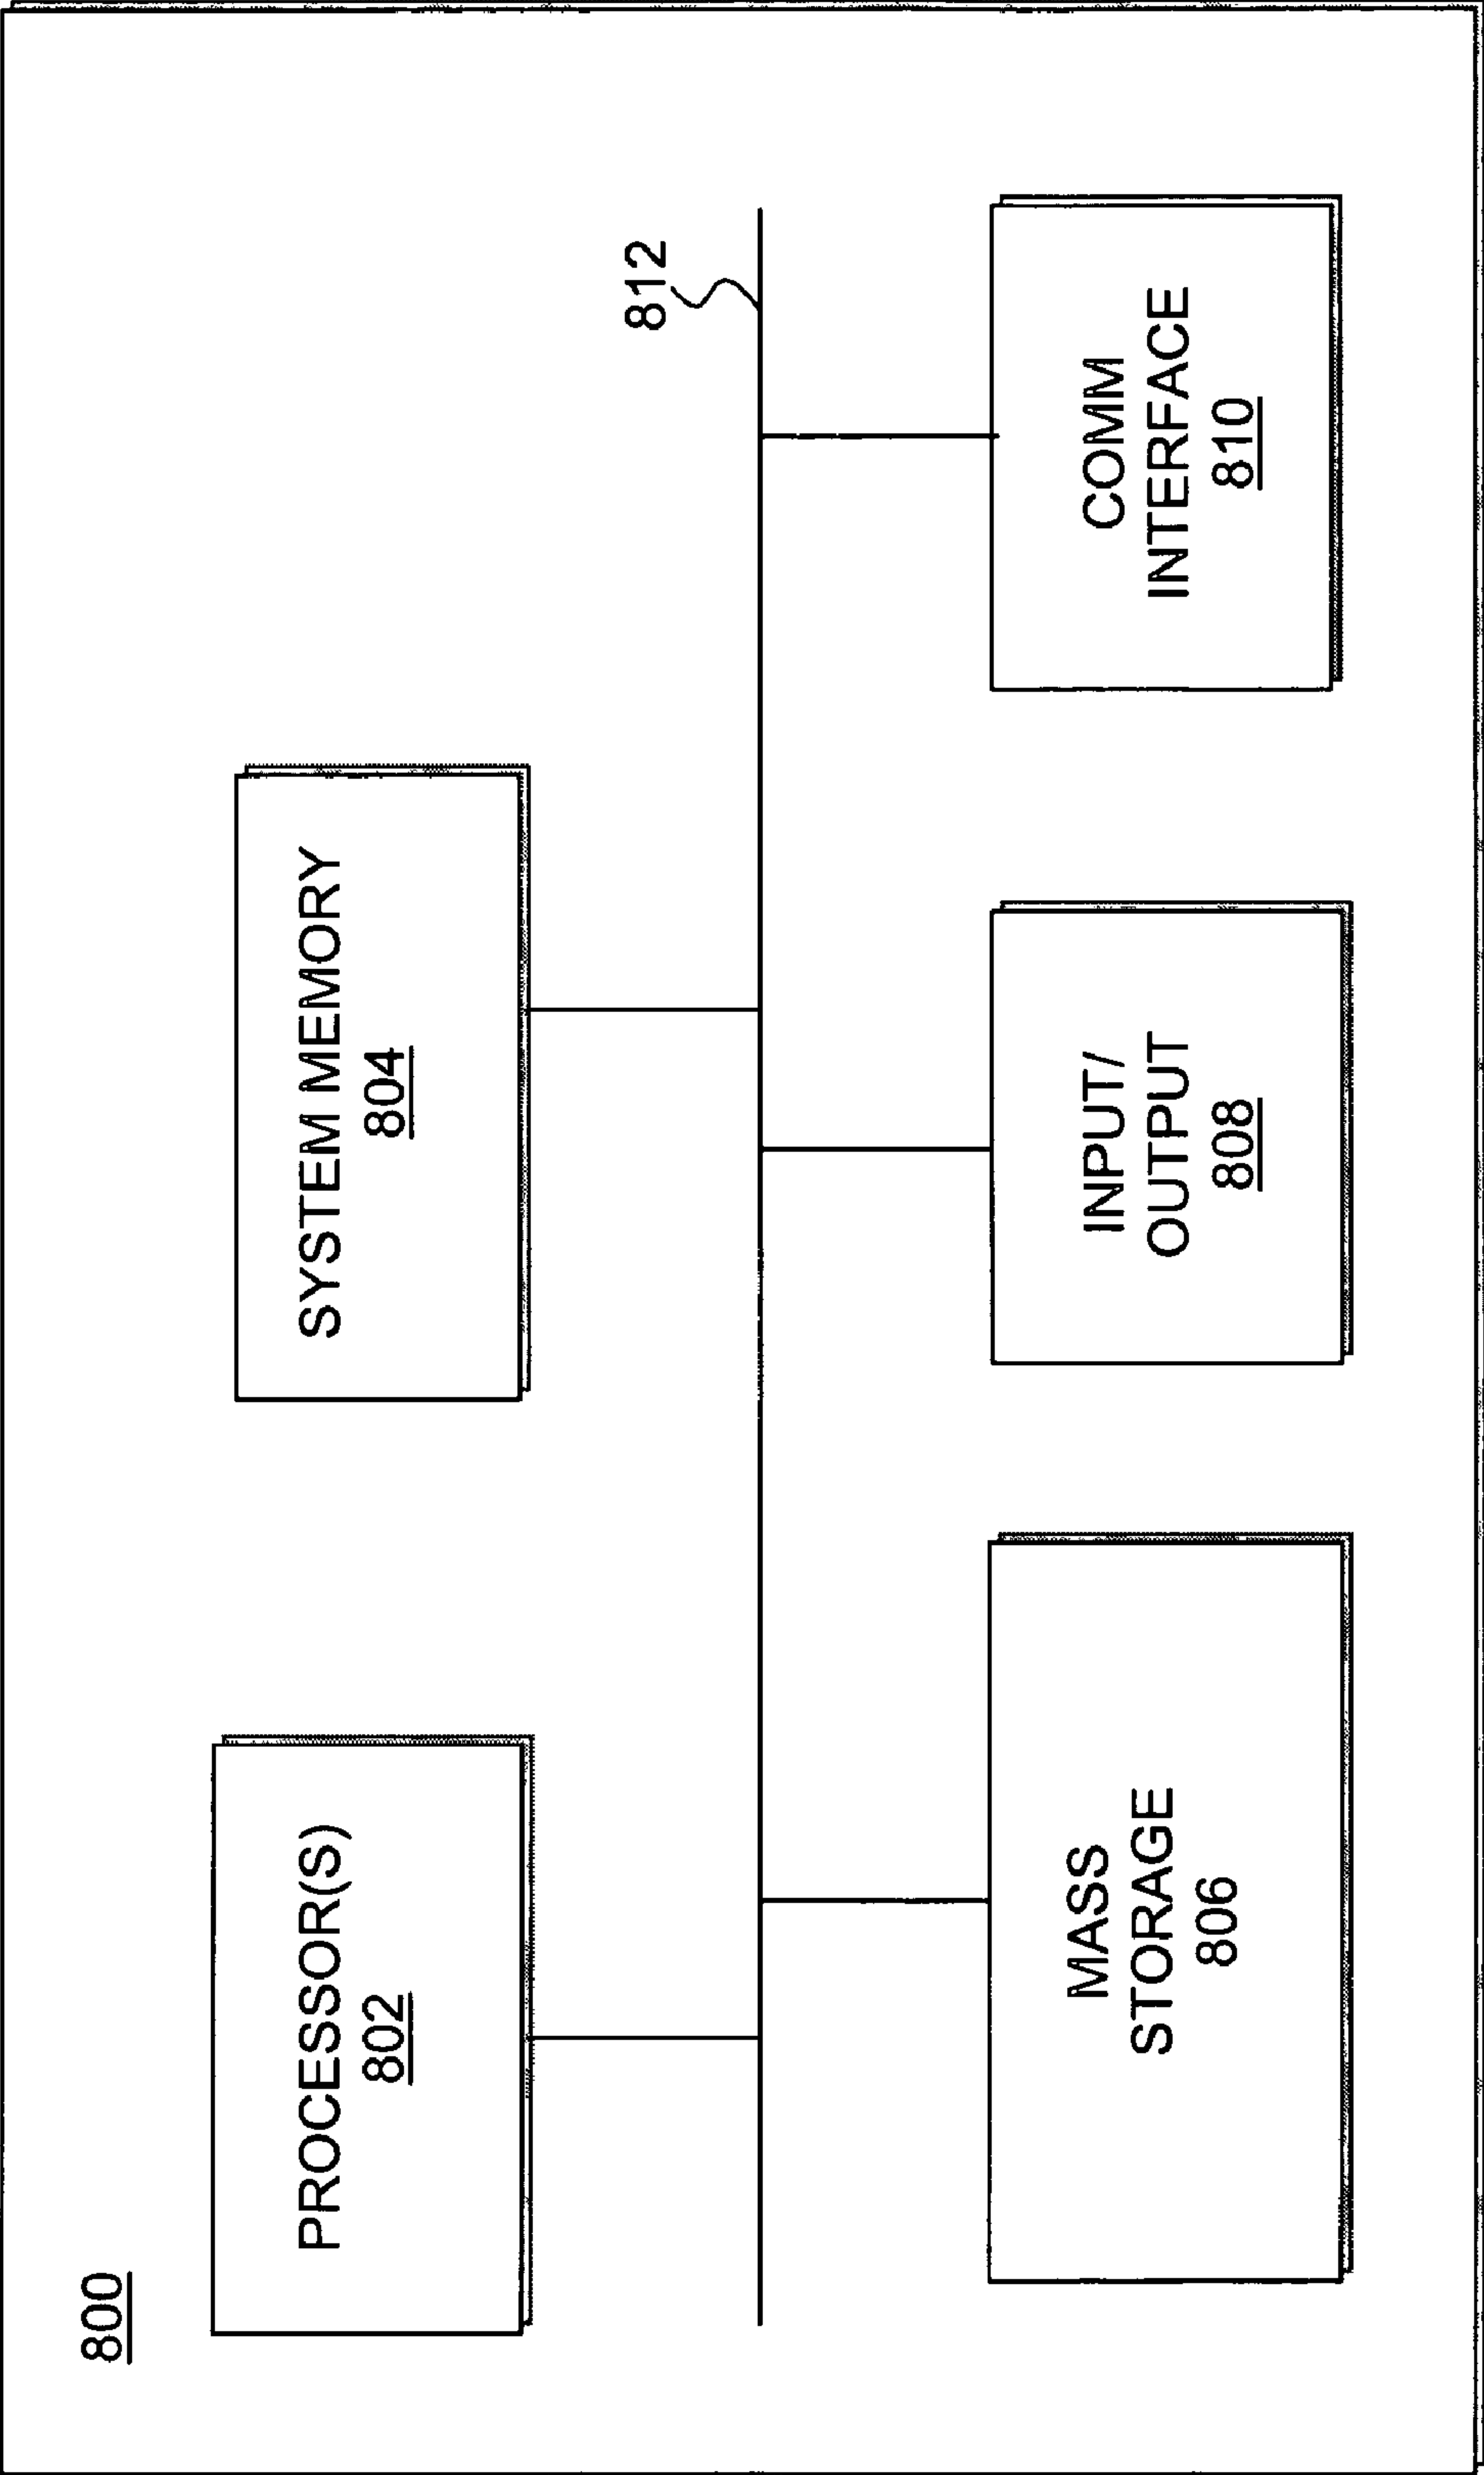 800
PROCESSOR(S)
802
SYSTEM MEMORY
804
812
MASS
STORAGE
806
INPUT/
OUTPUT
808
COMM
INTERFACE
810